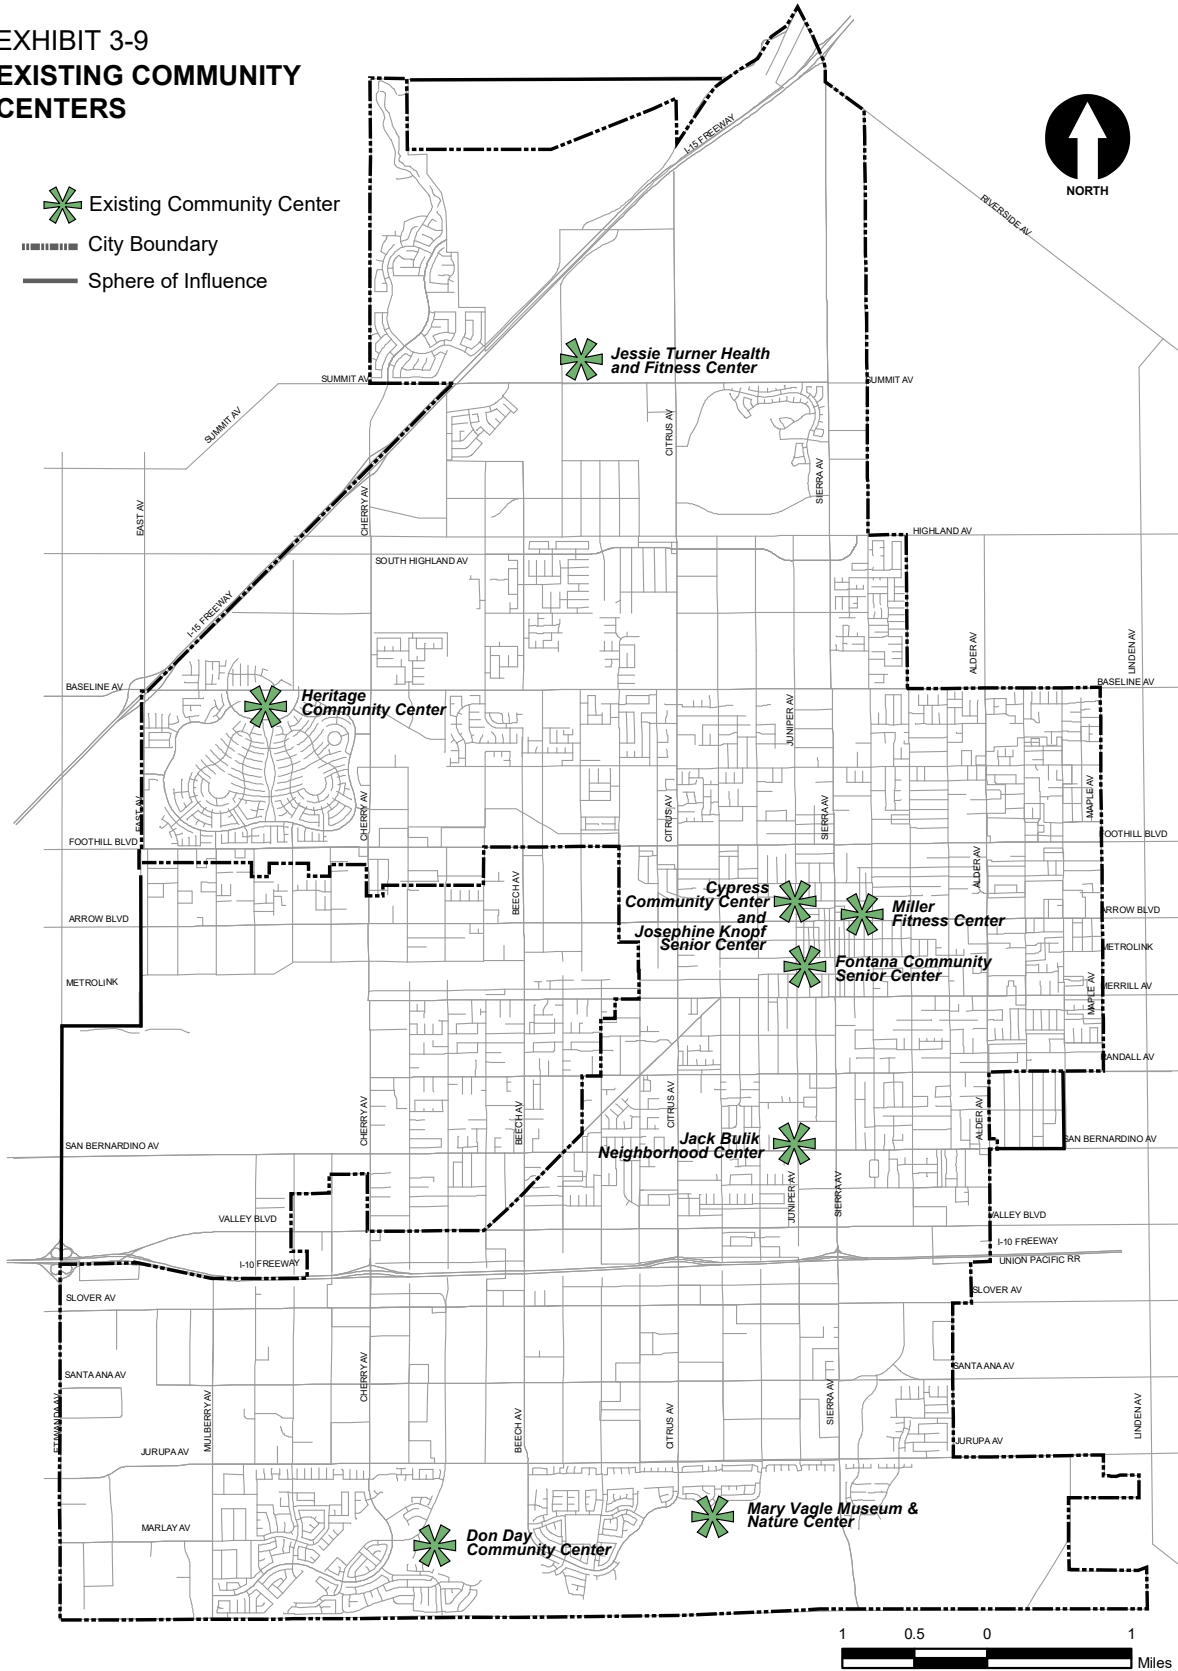 EXHIBIT 3-9
EXISTING COMMUNITY
CENTERS
Existing Community Center
City Boundary
Sphere of Influence
NORTH
I-15 FREEWAY
RIVERSIDE AV
Jessie Turner Health
and Fitness Center
SUMMIT AV
SUMMIT AV
SUMMIT AV
CITRUS AV
SIERRA AV
CHERRY AV
EAST AV
HIGHLAND AV
SOUTH HIGHLAND AV
I-15 FREEWAY
ALDER AV
LINDEN AV
BASELINE AV
BASELINE AV
Heritage
Community Center
JUNIPER AV
EAST AV
CHERRY AV
CITRUS AV
SIERRA AV
MAPLE AV
FOOTHILL BLVD
OOTHILL BLVD
ALDER AV
BEECH AV
Cypress
Community Center
and
Josephine Knopf
Senior Center
Miller
Fitness Center
ARROW BLVD
RROW BLVD
Fontana Community
Senior Center
METROLINK
METROLINK
MERRILL AV
MAPLE AV
RANDALL AV
CHERRY AV
BEECH AV
CITRUS AV
ALDER AV
Jack Bulik
Neighborhood Center
SAN BERNARDINO AV
SAN BERNARDINO AV
JUNIPER AV
SIERRA AV
VALLEY BLVD
VALLEY BLVD
I-10 FREEWAY
I-10 FREEWAY
UNION PACIFIC RR
SLOVER AV
SLOVER AV
SANTA ANA AV
SANTA ANA AV
ETIWANDA AV
MULBERRY AV
CHERRY AV
BEECH AV
CITRUS AV
SIERRA AV
LINDEN AV
JURUPA AV
JURUPA AV
Mary Vagle Museum &
Nature Center
MARLAY AV
Don Day
Community Center
1 0.5 0 1
Miles